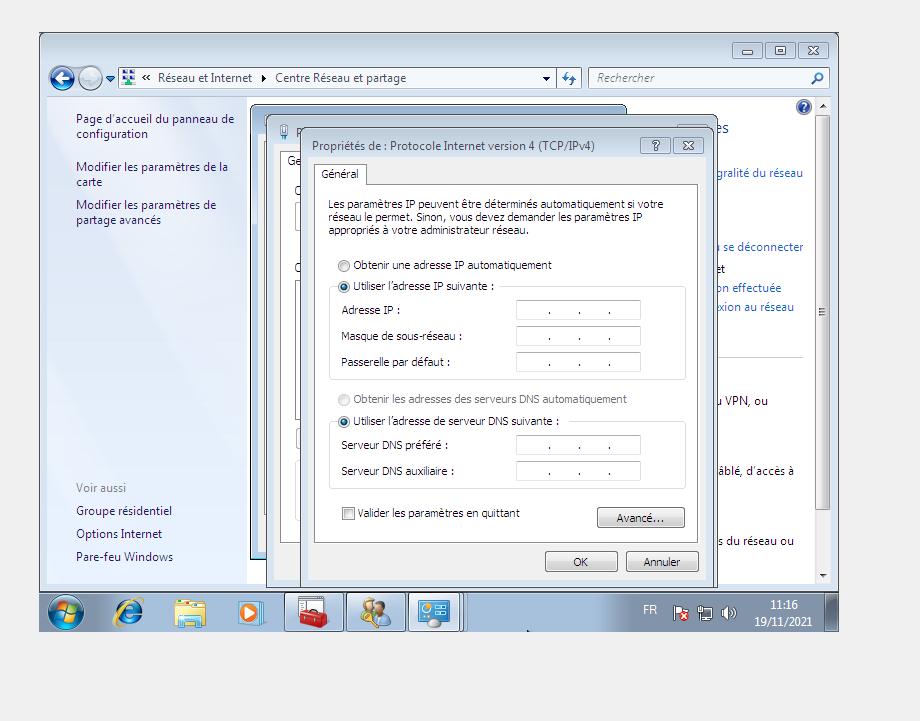 « Réseau et Internet
Centre Réseau et partage
Rechercher
Page d'accueil du panneau de
configuration
Modifier les paramètres de la
carte
Modifier les paramètres de
partage avancés
Voir aussi
Groupe résidentiel
Options Internet
Pare-feu Windows
Propriétés de : Protocole Internet version 4 (TCP/IPv4)
Général
Les paramètres IP peuvent être déterminés automatiquement si votre
réseau le permet. Sinon, vous devez demander les paramètres IP
appropriés à votre administrateur réseau.
Obtenir une adresse IP automatiquement
Utiliser l'adresse IP suivante :
Adresse IP :
Masque de sous-réseau :
Passerelle par défaut :
Obtenir les adresses des serveurs DNS automatiquement
Utiliser l'adresse de serveur DNS suivante :
Serveur DNS préféré :
Serveur DNS auxiliaire :
Valider les paramètres en quittant
Avancé...
OK
Annuler
es
gralité du réseau
se déconnecter
et
on effectuée
xion au réseau
VPN, ou
âblé, d'accès à
s du réseau ou
FR
11:16
19/11/2021